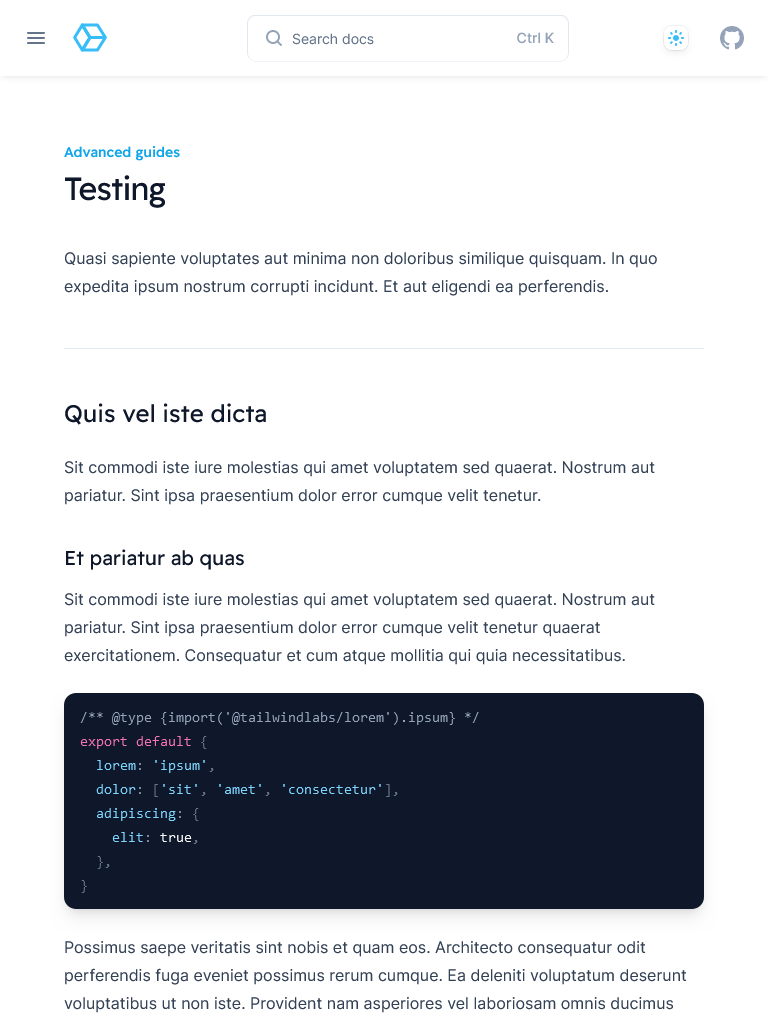 Search docs Ctrl K
Advanced guides
Testing
Quasi sapiente voluptates aut minima non doloribus similique quisquam. In quo
expedita ipsum nostrum corrupti incidunt. Et aut eligendi ea perferendis.
Quis vel iste dicta
Sit commodi iste iure molestias qui amet voluptatem sed quaerat. Nostrum aut
pariatur. Sint ipsa praesentium dolor error cumque velit tenetur.
Et pariatur ab quas
Sit commodi iste iure molestias qui amet voluptatem sed quaerat. Nostrum aut
pariatur. Sint ipsa praesentium dolor error cumque velit tenetur quaerat
exercitationem. Consequatur et cum atque mollitia qui quia necessitatibus.
/** @type {import('@tailwindlabs/lorem').ipsum} */
export default {
  lorem: 'ipsum',
  dolor: ['sit', 'amet', 'consectetur'],
  adipiscing: {
    elit: true,
  },
}
Possimus saepe veritatis sint nobis et quam eos. Architecto consequatur odit
perferendis fuga eveniet possimus rerum cumque. Ea deleniti voluptatum deserunt
voluptatibus ut non iste. Provident nam asperiores vel laboriosam omnis ducimus